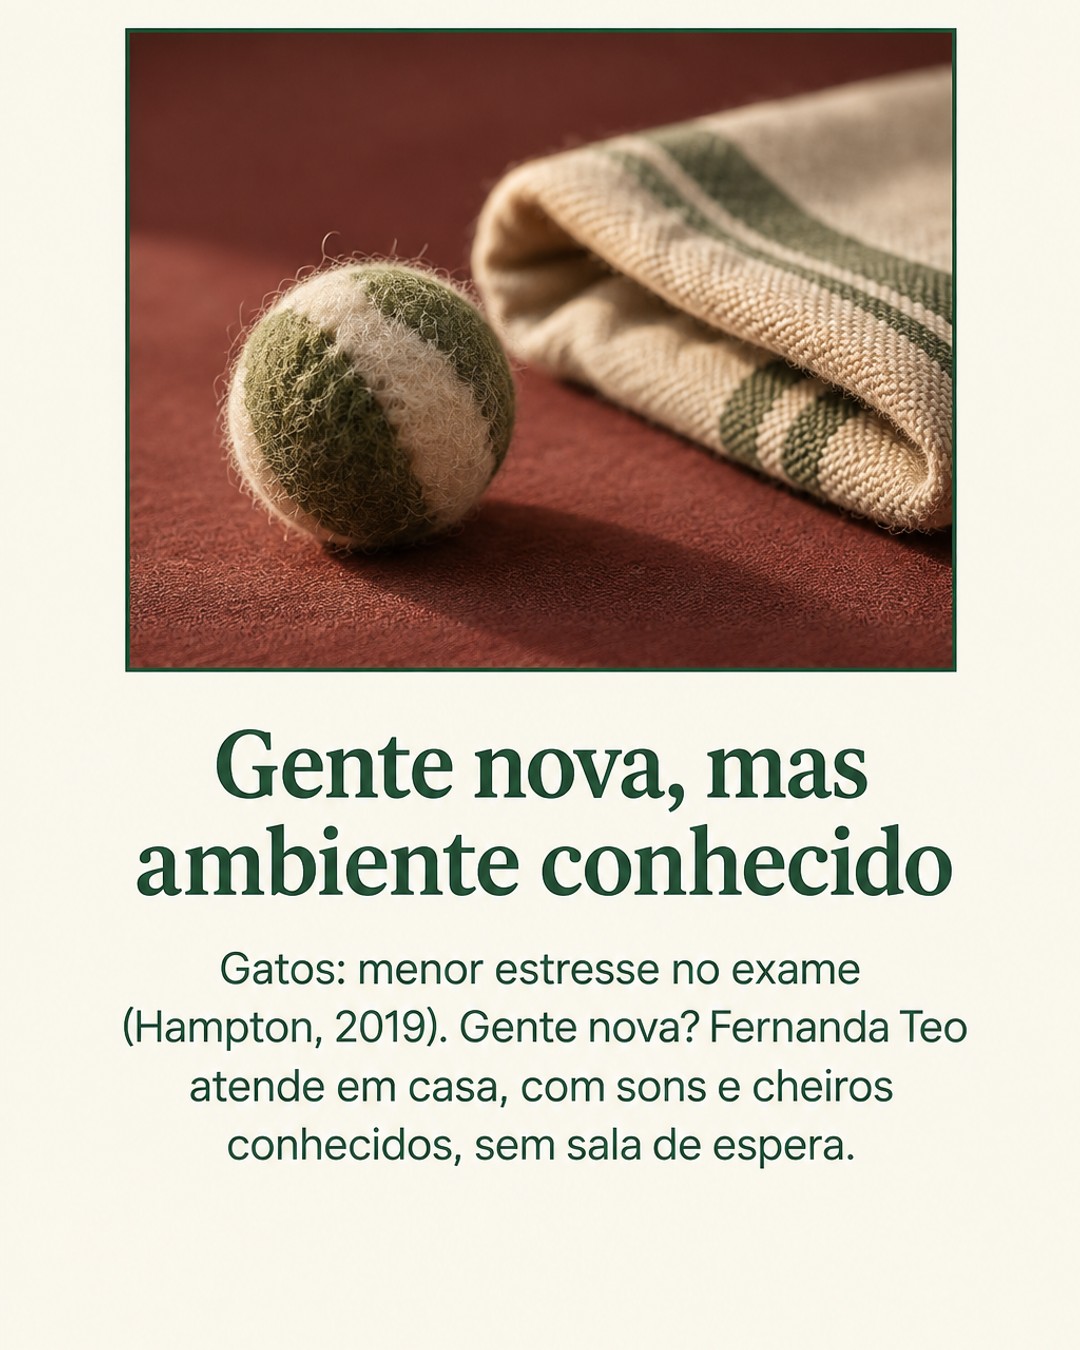 Gente nova, mas
ambiente conhecido
Gatos: menor estresse no exame
(Hampton, 2019). Gente nova? Fernanda Teo
atende em casa, com sons e cheiros
conhecidos, sem sala de espera.